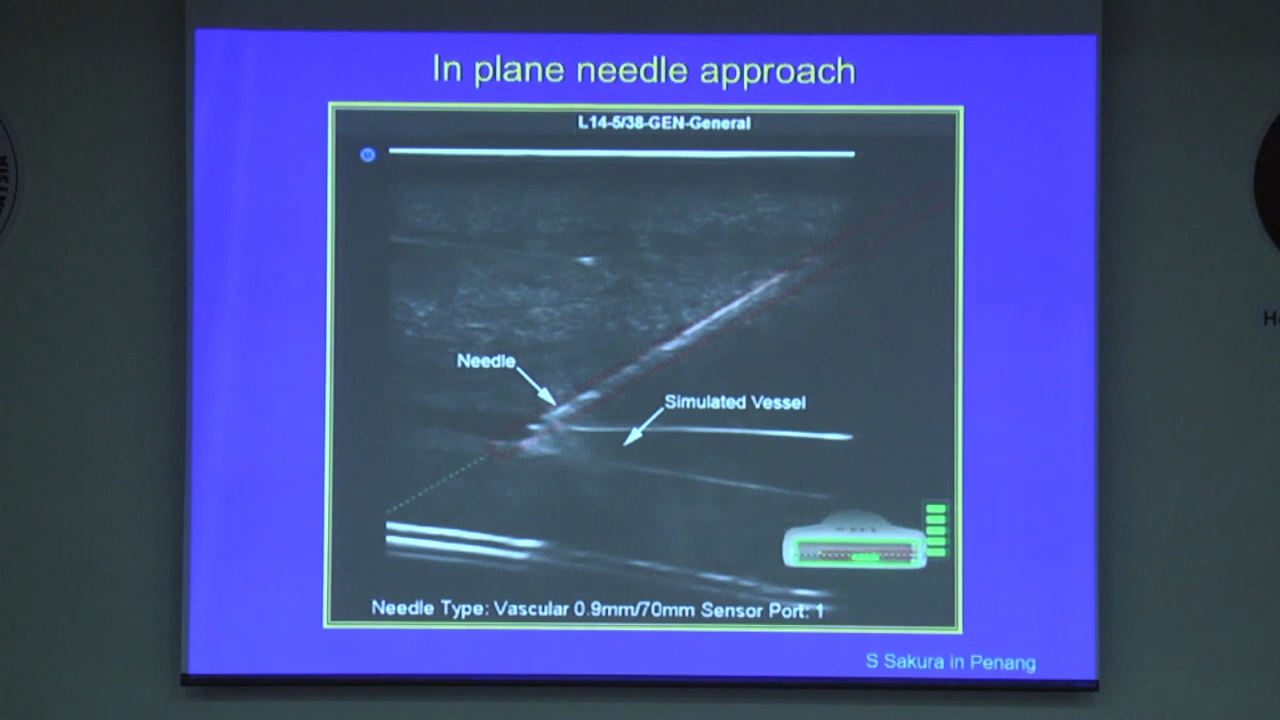 In plane needle approach
L14-5/38-GEN-General
Needle
Simulated Vessel
Needle Type: Vascular 0.9mm/70mm Sensor Port: 1
S Sakura in Penang